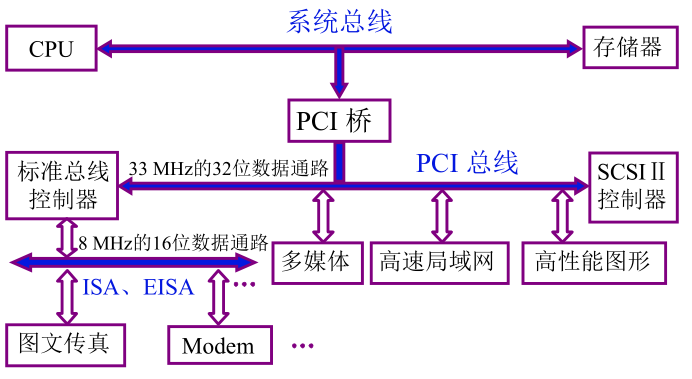 系统总线
CPU
存储器
PCI 桥
标准总线
控制器
33 MHz的32位数据通路
PCI 总线
SCSI Ⅱ
控制器
8 MHz的16位数据通路
多媒体
高速局域网
高性能图形
ISA、EISA
···
图文传真
Modem
···